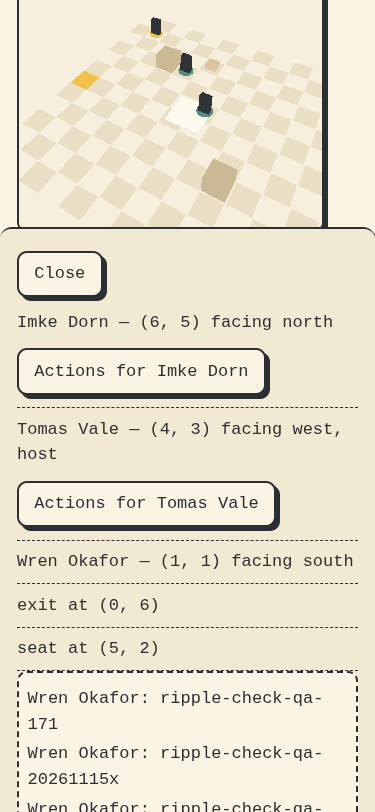 Close
Imke Dorn — (6, 5) facing north
Actions for Imke Dorn
Tomas Vale — (4, 3) facing west,
host
Actions for Tomas Vale
Wren Okafor — (1, 1) facing south
exit at (0, 6)
seat at (5, 2)
Wren Okafor: ripple-check-qa-
171
Wren Okafor: ripple-check-qa-
20261115x
Wren Okafor: ripple-check-qa-